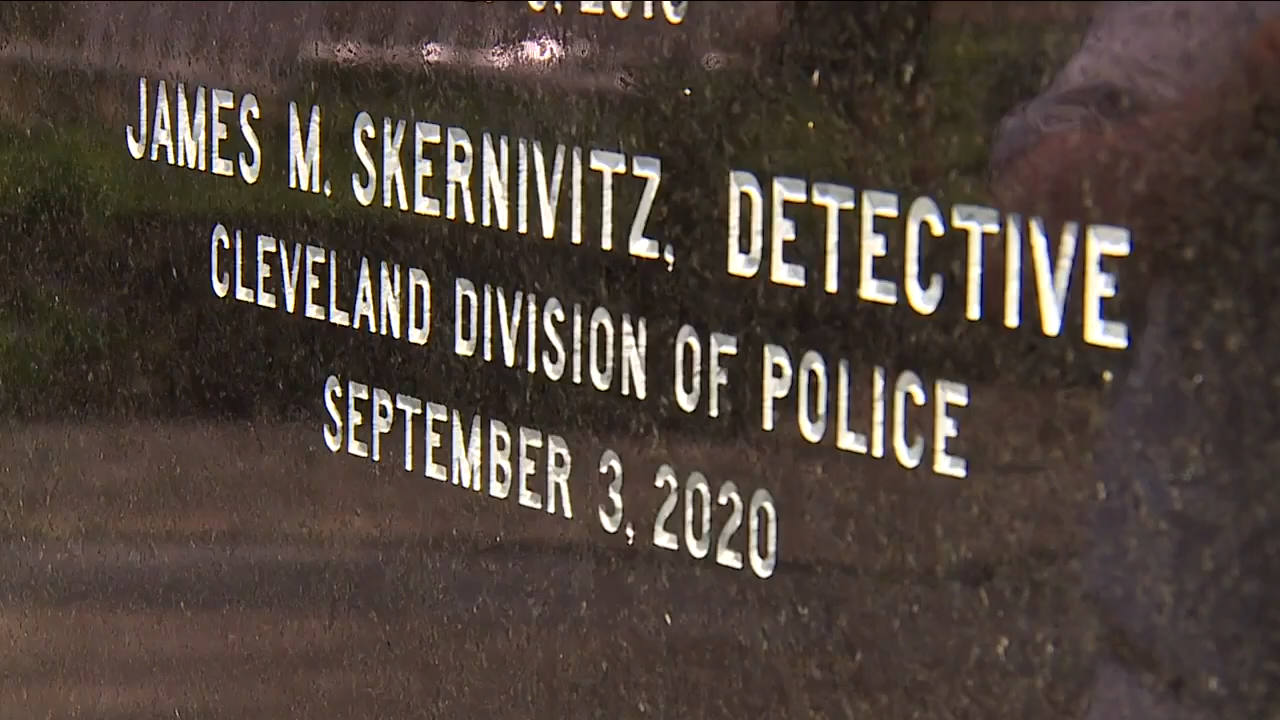 JAMES M. SKERNIVITZ, DETECTIVE
CLEVELAND DIVISION OF POLICE
SEPTEMBER 3, 2020